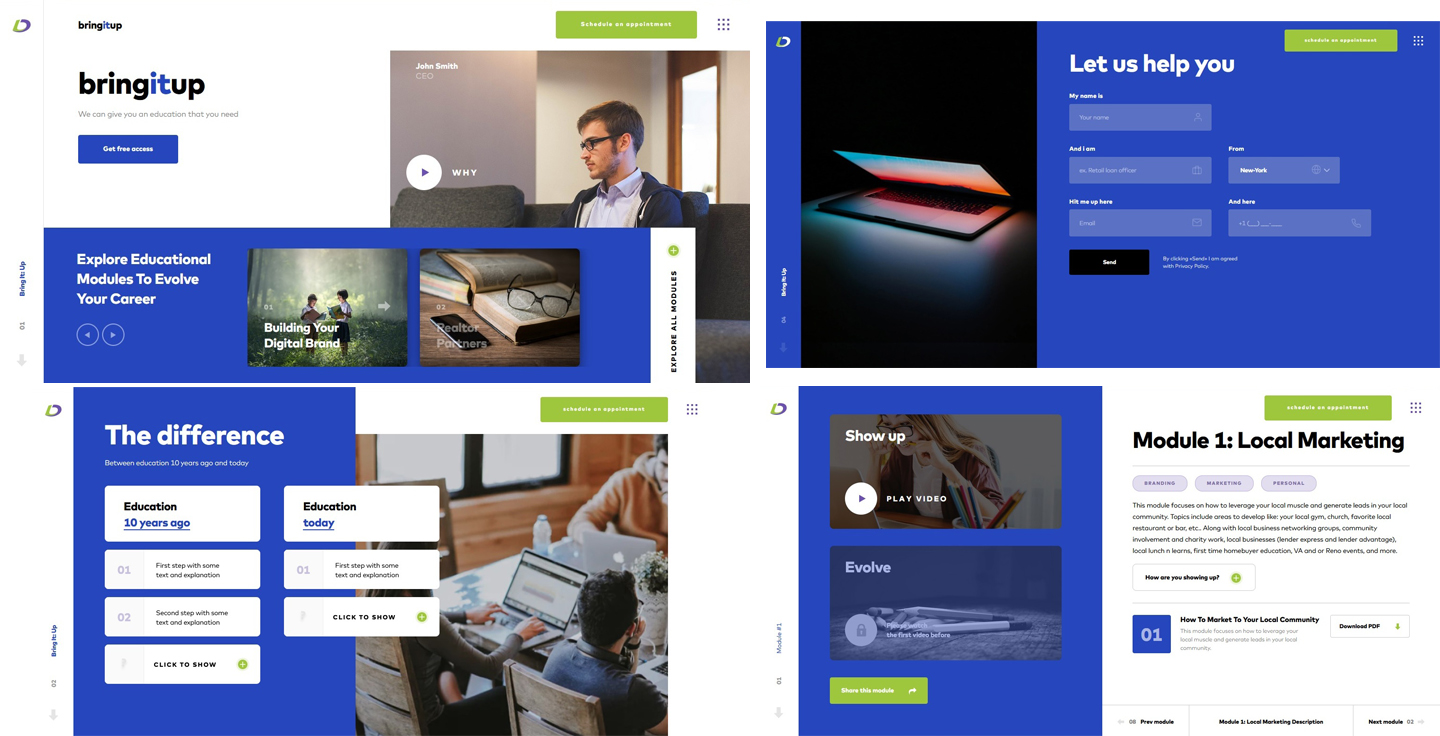 bringitup
Schedule an appointment
bringitup
We can give you an education that you need
Get free access
John Smith
CEO
WHY
Explore Educational
Modules To Evolve
Your Career
01
Building Your
Digital Brand
02
Realtor
Partners
EXPLORE ALL MODULES
Bring It Up
01
schedule an appointment
Let us help you
My name is
Your name
And I am
From
ex. Retail loan officer
New-York
Hit me up here
And here
Email
+1 (__) __-___
Send
By clicking «Send» I am agreed
with Privacy Policy.
Bring It Up
schedule an appointment
The difference
Between education 10 years ago and today
Education
10 years ago
Education
today
01
First step with some
text and explanation
01
First step with some
text and explanation
02
Second step with some
text and explanation
CLICK TO SHOW
CLICK TO SHOW
Bring It Up
02
schedule an appointment
Show up
PLAY VIDEO
Evolve
Please watch
the first video before
Share this module
Module #1
01
Module 1: Local Marketing
BRANDING
MARKETING
PERSONAL
This module focuses on how to leverage your local muscle and generate leads in your local
community. Topics include areas to develop like: your local gym, church, favorite local
restaurant or bar, etc.. Along with local business networking groups, community
involvement and charity work, local businesses (lender express and lender advantage),
local lunch n learns, first time homebuyer education, VA and or Reno events, and more.
How are you showing up?
01
How To Market To Your Local Community
This module focuses on how to leverage your
local muscle and generate leads in your local
community.
Download PDF
08 Prev module
Module 1: Local Marketing Description
Next module 02